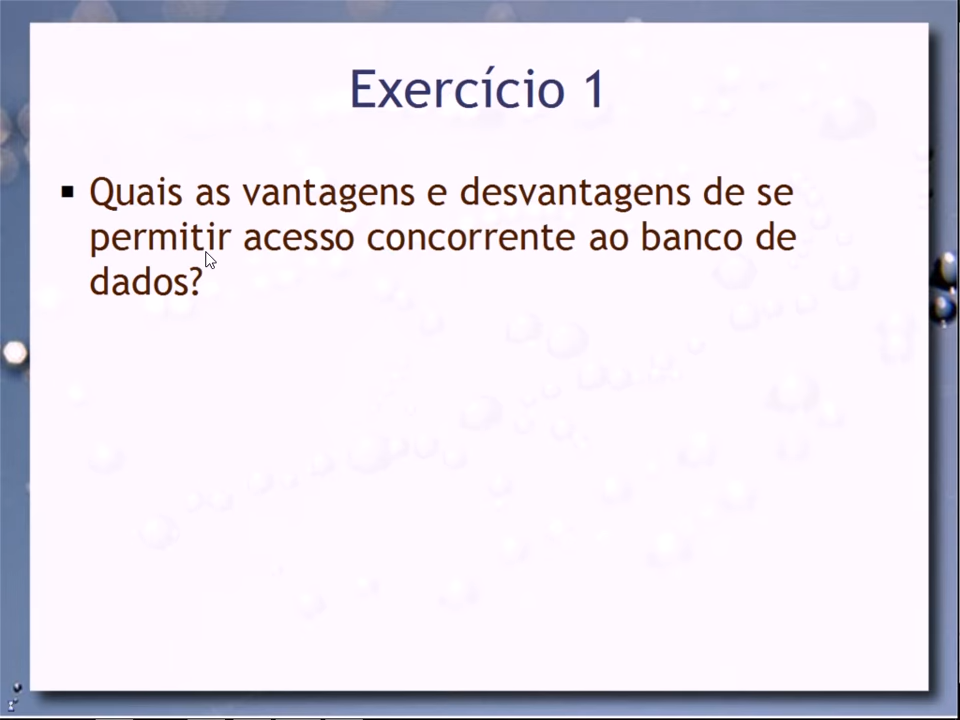 Exercício 1
▪ Quais as vantagens e desvantagens de se
permitir acesso concorrente ao banco de
dados?